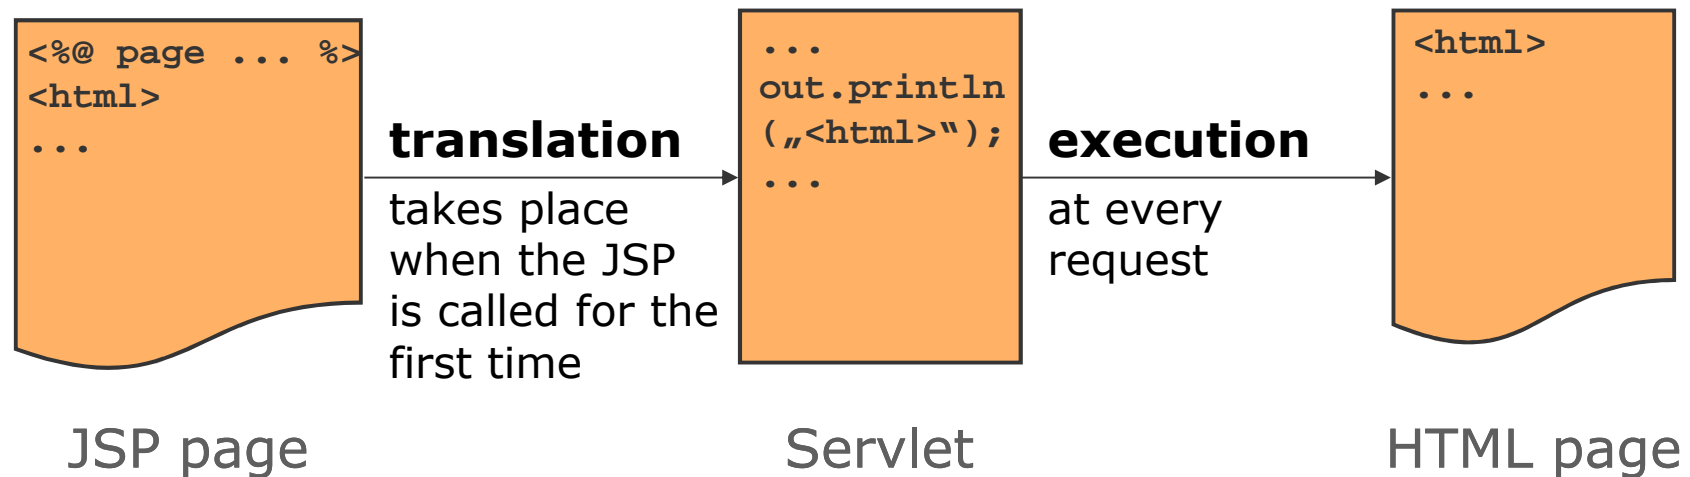 <%@ page ... %>
<html>
...
translation
takes place
when the JSP
is called for the
first time
...
out.println
(„<html>“);
...
execution
at every
request
<html>
...
JSP page
Servlet
HTML page